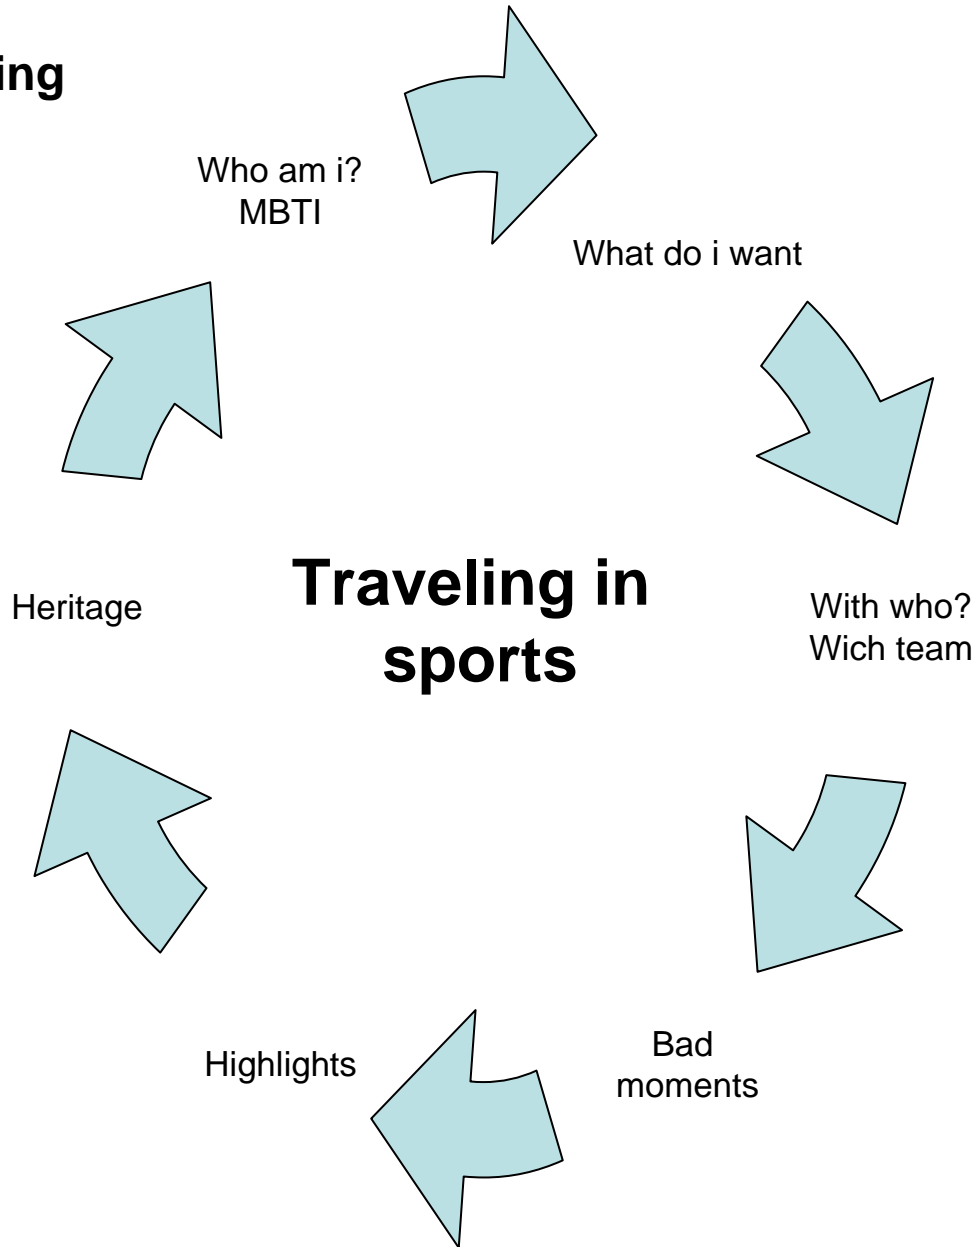 ing
Who am i?
MBTI
What do i want
Traveling in
sports
Heritage
With who?
Wich team
Bad
moments
Highlights